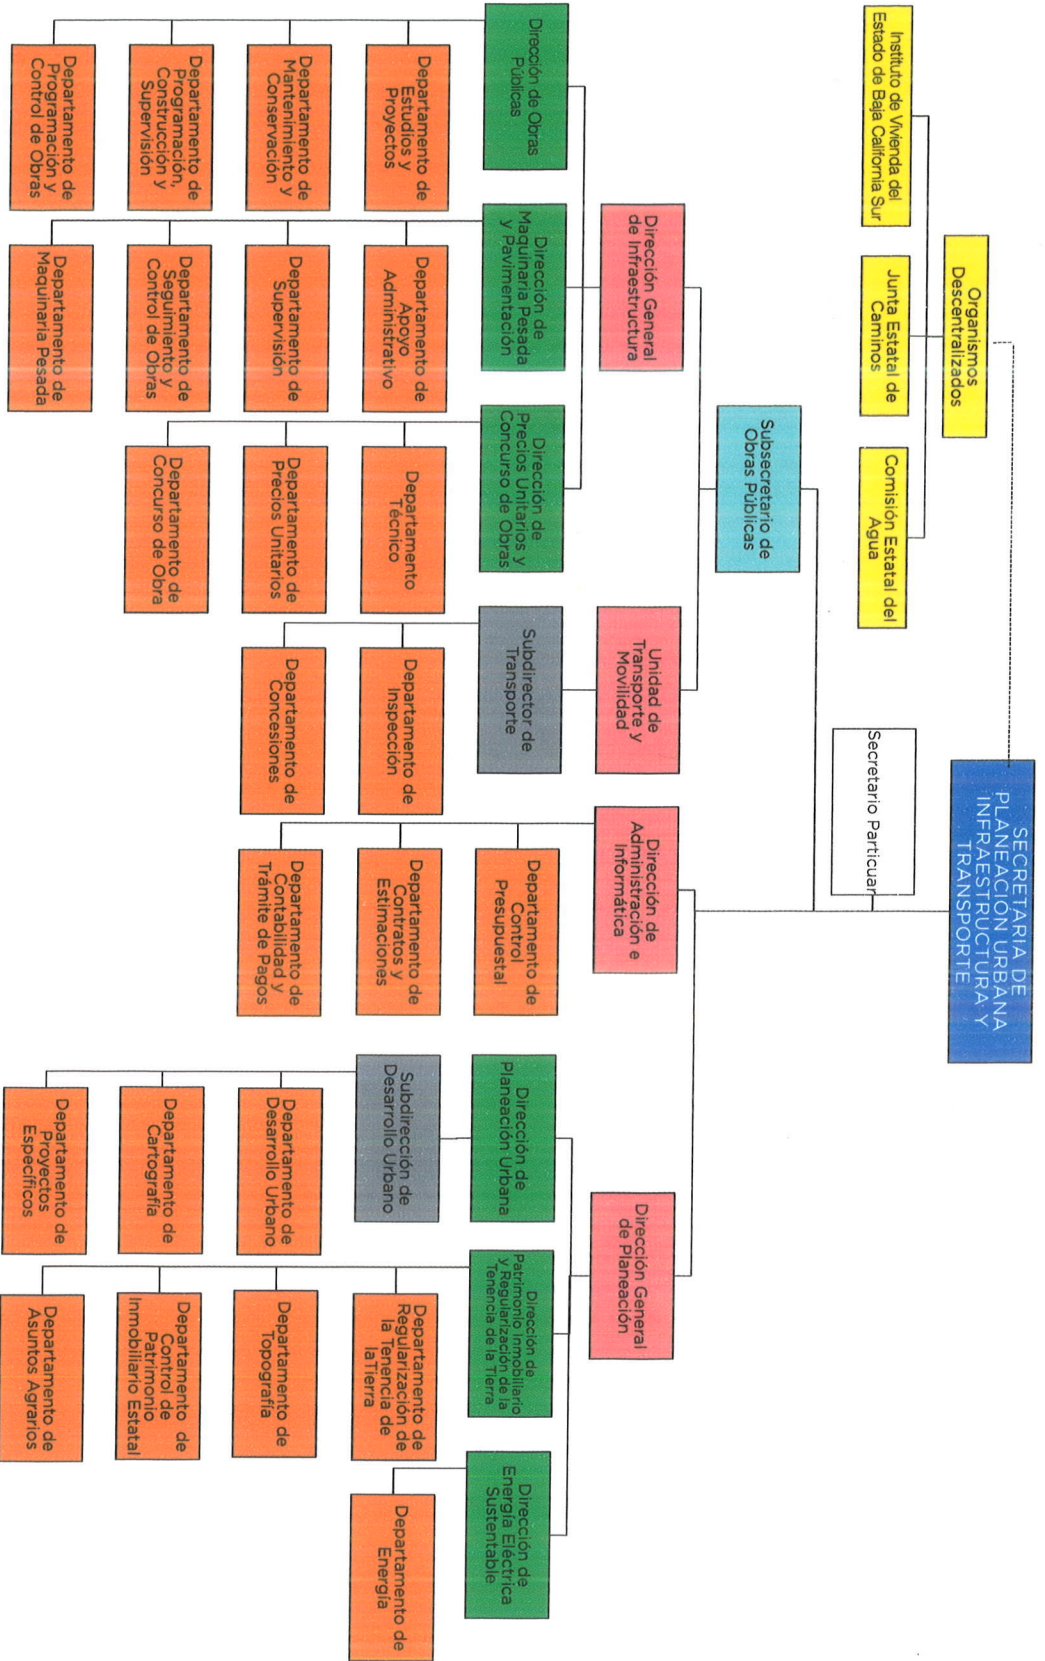 SECRETARIA DE
PLANEACIÓN URBANA
INFRAESTRUCTURA Y
TRANSPORTE
Secretario Particuar
Organismos
Descentralizados
Instituto de Vivienda del
Estado de Baja California Sur
Junta Estatal de
Caminos
Comisión Estatal del
Agua
Subsecretario de
Obras Públicas
Dirección General
de Infraestructura
Unidad de
Transporte y
Movilidad
Dirección de
Administración e
Informática
Dirección General
de Planeación
Dirección de Obras
Públicas
Dirección de
Maquinaria Pesada
y Pavimentación
Dirección de
Precios Unitarios y
Concurso de Obras
Subdirector de
Transporte
Departamento de
Control
Presupuestal
Dirección de
Planeación Urbana
Dirección de
Patrimonio Inmobiliario
y Regularización de la
Tenencia de la Tierra
Dirección de
Energía Eléctrica
Sustentable
Departamento de
Estudios y
Proyectos
Departamento de
Apoyo
Administrativo
Departamento
Técnico
Departamento de
Inspección
Departamento de
Contratos y
Estimaciones
Subdirección de
Desarrollo Urbano
Departamento de
Regularización de
la Tenencia de
laTierra
Departamento de
Energía
Departamento de
Mantenimiento y
Conservación
Departamento de
Supervisión
Departamento de
Precios Unitarios
Departamento de
Concesiones
Departamento de
Contabilidad y
Trámite de Pagos
Departamento de
Desarrollo Urbano
Departamento de
Topografía
Departamento de
Programación,
Construcción y
Supervisión
Departamento de
Seguimiento y
Control de Obras
Departamento de
Concurso de Obra
Departamento de
Cartografía
Departamento de
Control de
Patrimonio
Inmobiliario Estatal
Departamento de
Programación y
Control de Obras
Departamento de
Maquinaria Pesada
Departamento de
Proyectos
Específicos
Departamento de
Asuntos Agrarios